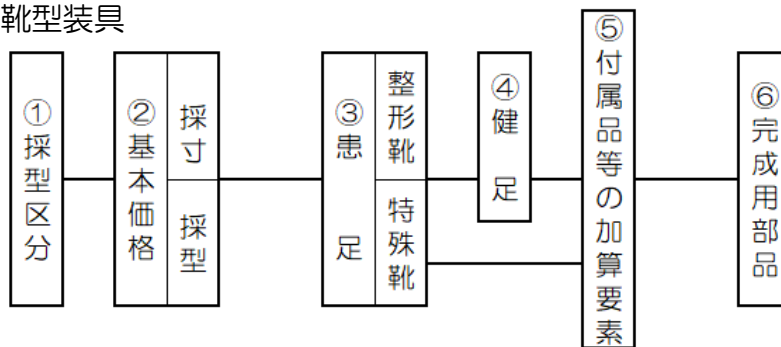 靴型装具
①採型区分
②基本価格
採寸
採型
③患足
整形靴
特殊靴
④健足
⑤付属品等の加算要素
⑥完成用部品